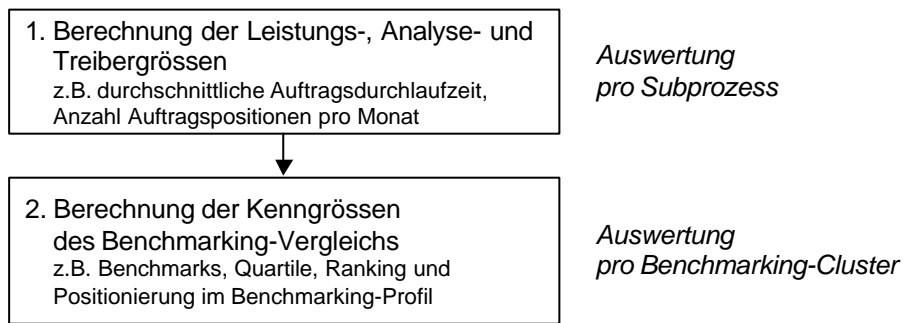 1. Berechnung der Leistungs-, Analyse- und
Treibergrössen
z.B. durchschnittliche Auftragsdurchlaufzeit,
Anzahl Auftragspositionen pro Monat
Auswertung
pro Subprozess
2. Berechnung der Kenngrössen
des Benchmarking-Vergleichs
z.B. Benchmarks, Quartile, Ranking und
Positionierung im Benchmarking-Profil
Auswertung
pro Benchmarking-Cluster